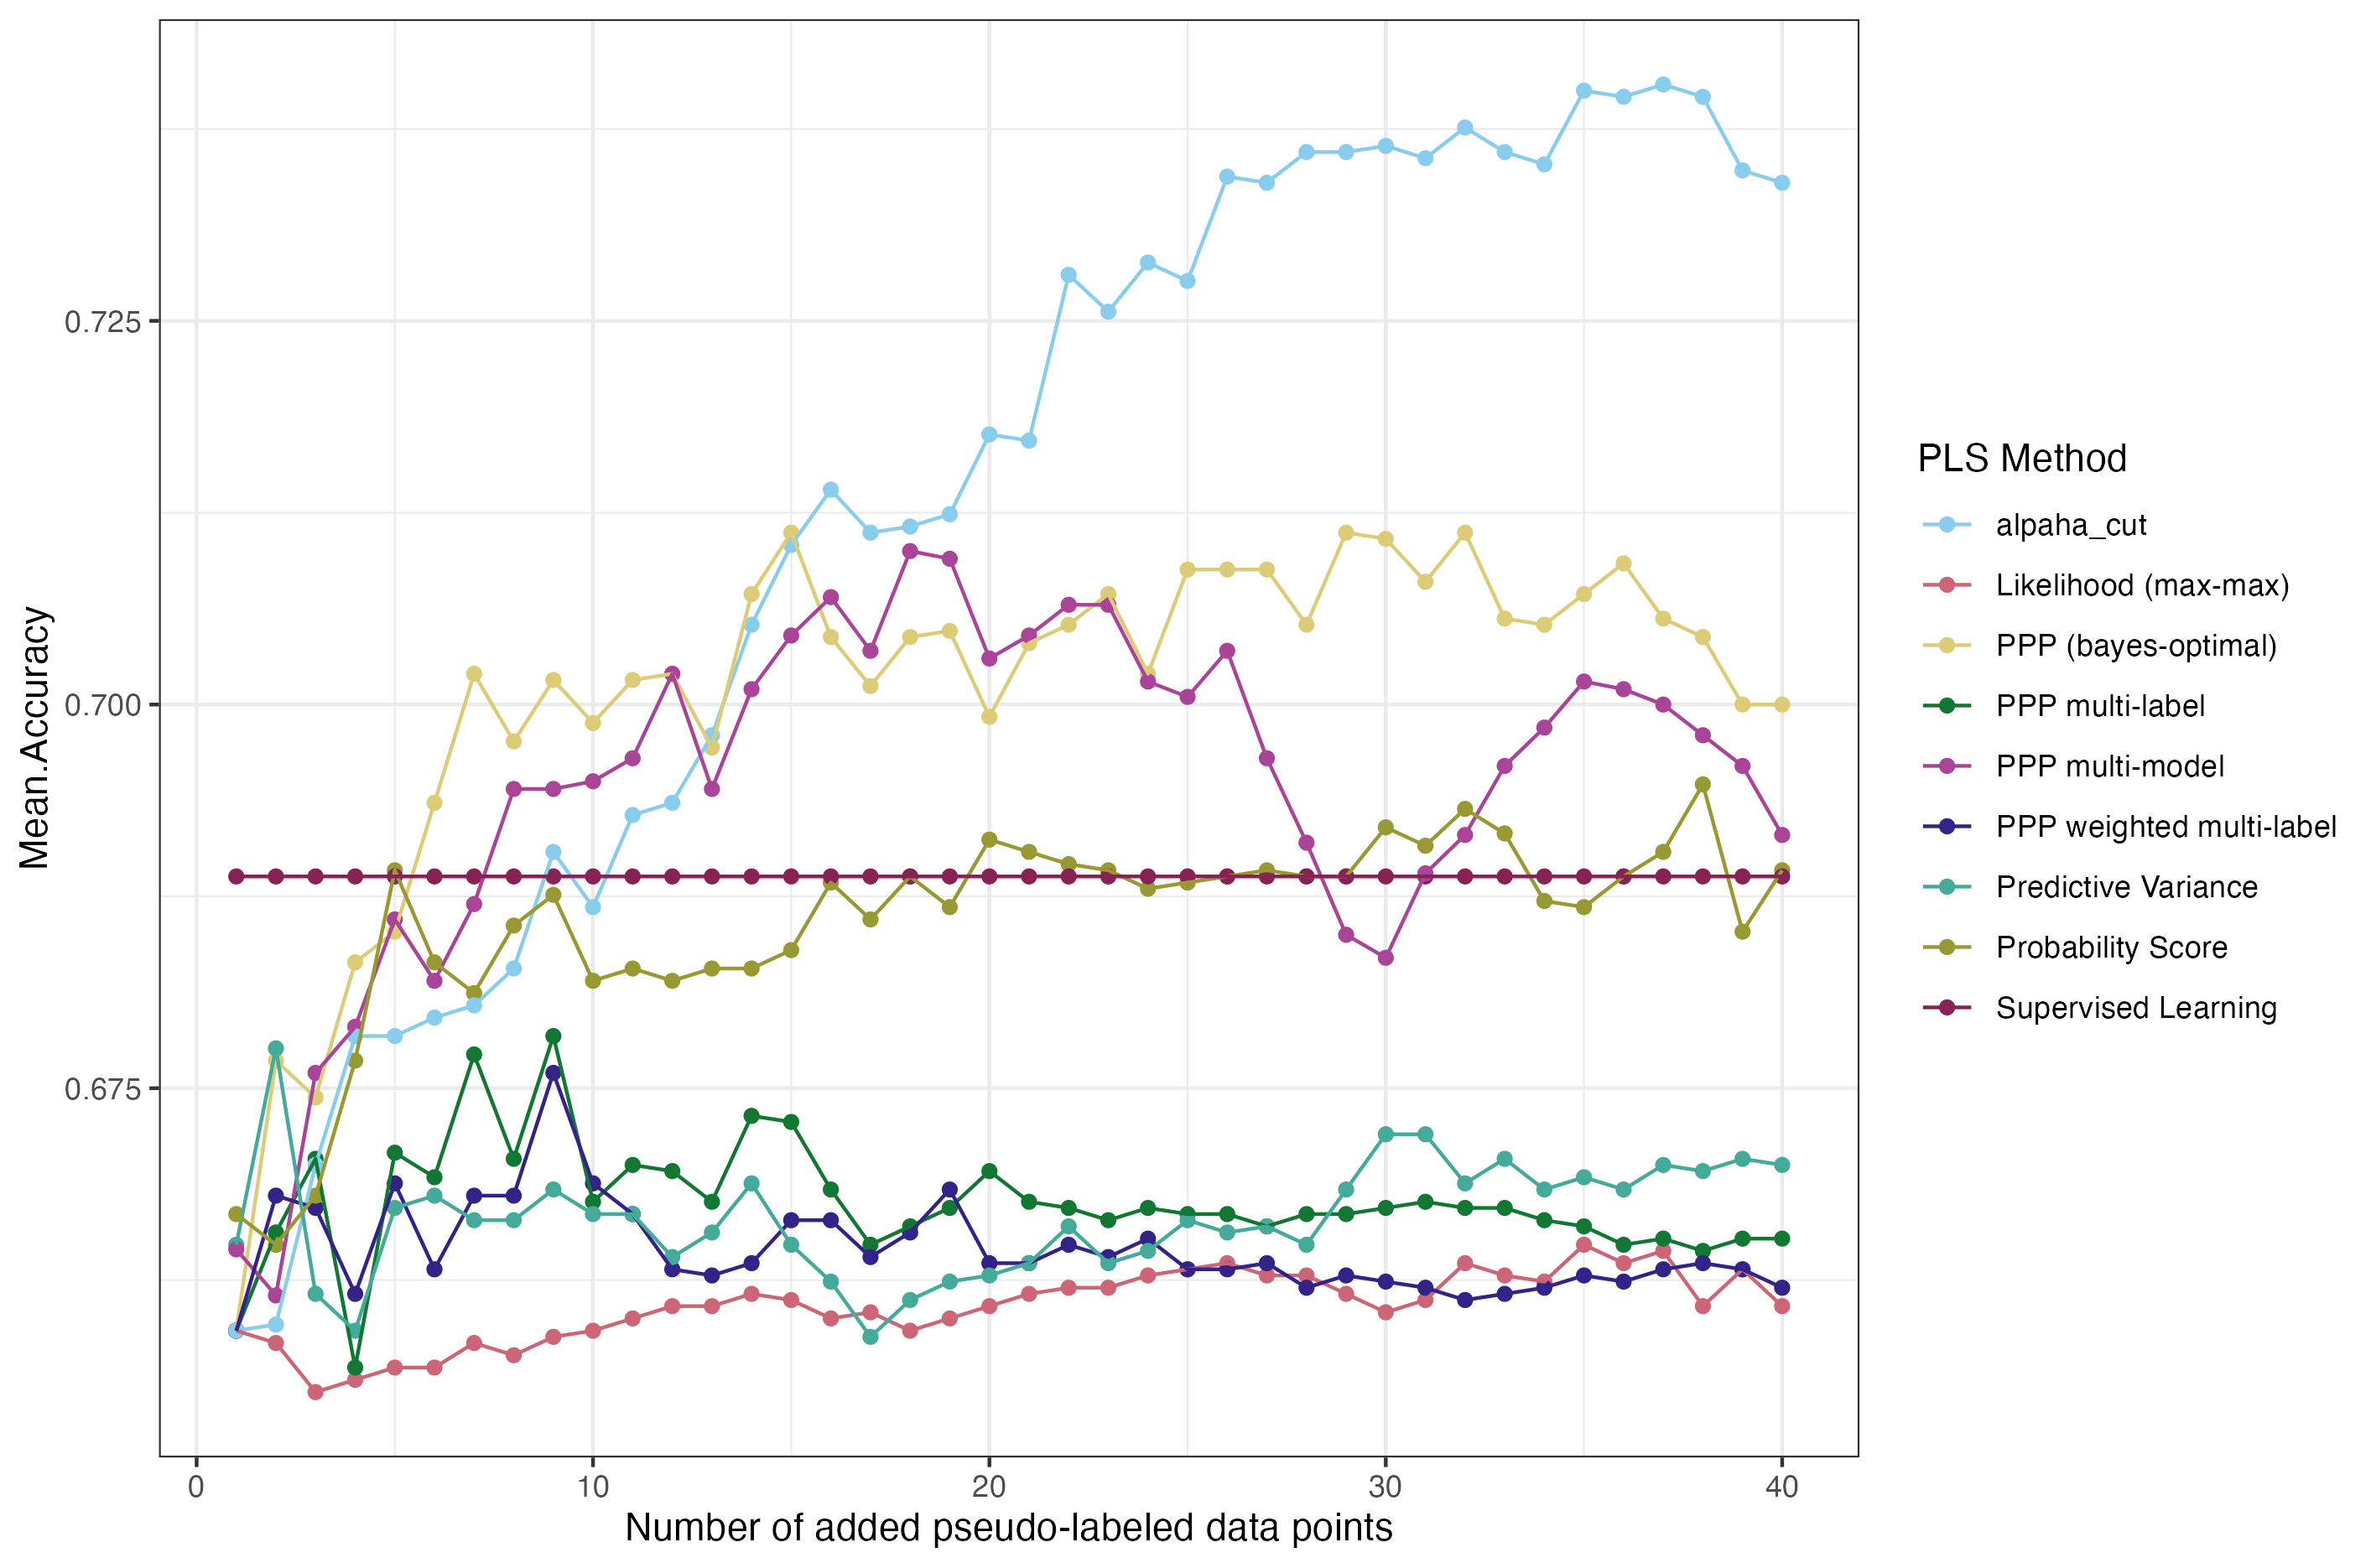 Mean.Accuracy
0.725
0.700
0.675
0
10
20
30
40
Number of added pseudo-labeled data points
PLS Method
alpaha_cut
Likelihood (max-max)
PPP (bayes-optimal)
PPP multi-label
PPP multi-model
PPP weighted multi-label
Predictive Variance
Probability Score
Supervised Learning